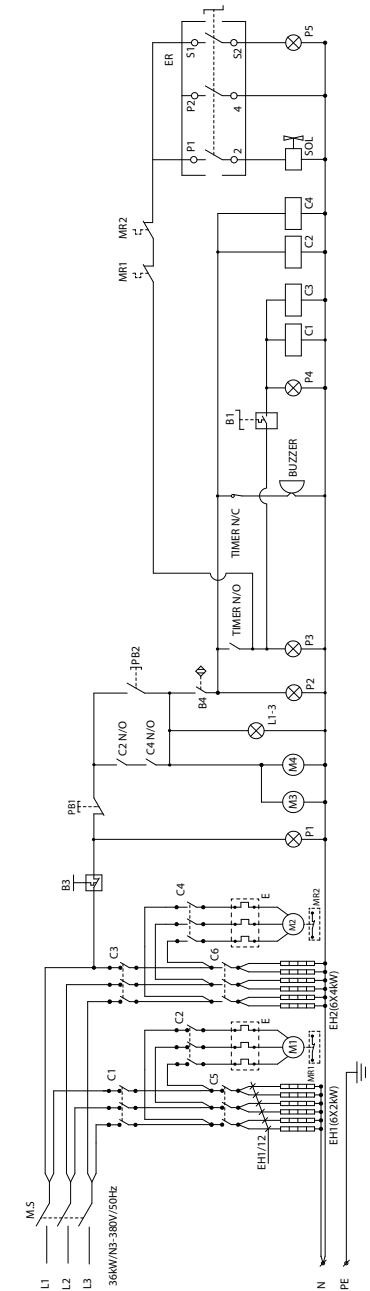 L1
L2
L3
M.S
36kW/N3-380V/50Hz
N
PE
C1
C3
C2
C4
C5
C6
E
E
M1
M2
MR1
MR2
EH1/12
EH1(6X2kW)
EH2(6X4kW)
B3
PB1
P1
C2 N/O
C4 N/O
PB2
M3
M4
L1-3
B4
P2
TIMER N/O
P3
TIMER N/C
BUZZER
B1
P4
C1
C3
C2
C4
MR1
MR2
ER
P1
2
P2
4
S1
S2
SOL
P5